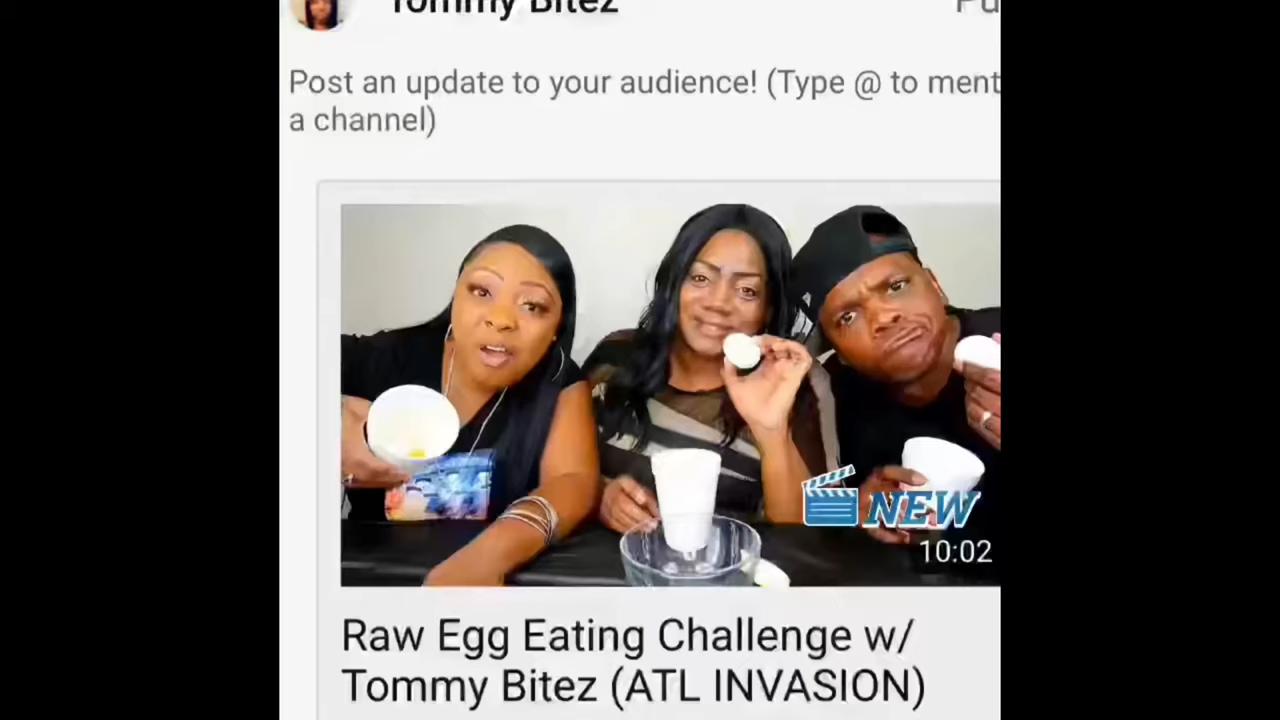 Tommy Bitez
Post an update to your audience! (Type @ to ment
a channel)
NEW
10:02
Raw Egg Eating Challenge w/
Tommy Bitez (ATL INVASION)